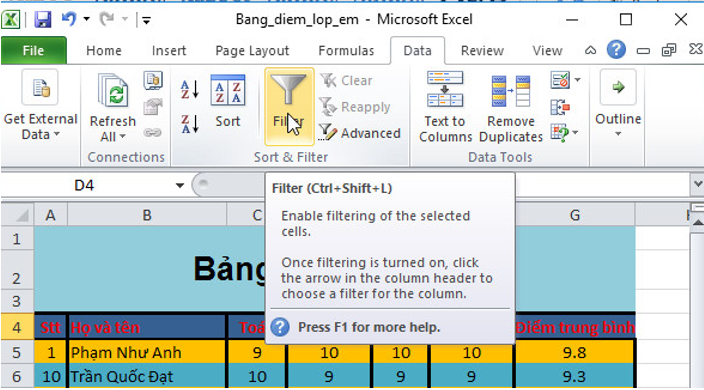 Bang_diem_lop_em - Microsoft Excel
File Home Insert Page Layout Formulas Data Review View
Get External Data
Refresh All
Connections
A Z
Z A
A Z
Z A
Sort
Filter
Clear
Reapply
Advanced
Sort & Filter
Text to Columns
Remove Duplicates
Data Tools
Outline
D4
Filter (Ctrl+Shift+L)
Enable filtering of the selected
cells.
Once filtering is turned on, click
the arrow in the column header to
choose a filter for the column.
Press F1 for more help.
A B C G
1
2 Bảng
3
4 Stt Họ và tên Điểm trung bình
5 1 Phạm Như Anh 9 10 10 10 9.8
6 10 Trần Quốc Đạt 10 9 9 9 9.3